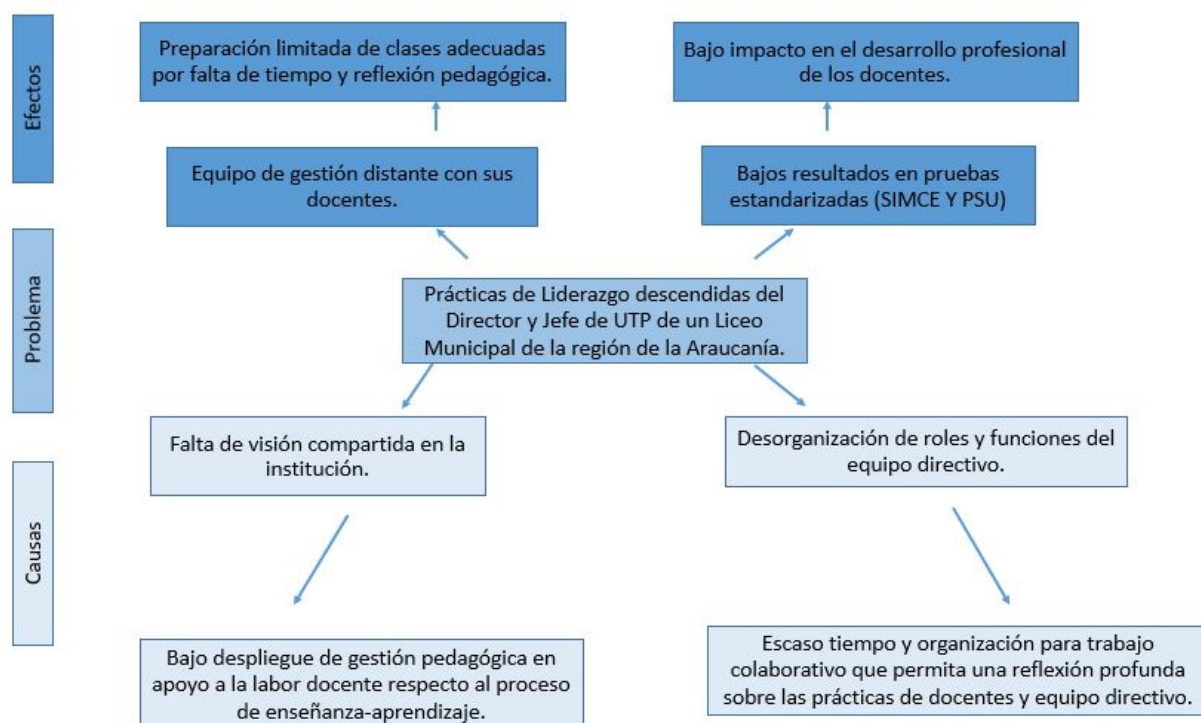 Efectos
Preparación limitada de clases adecuadas
por falta de tiempo y reflexión pedagógica.
Bajo impacto en el desarrollo profesional
de los docentes.
Equipo de gestión distante con sus
docentes.
Bajos resultados en pruebas
estandarizadas (SIMCE Y PSU)
Problema
Prácticas de Liderazgo descendidas del
Director y Jefe de UTP de un Liceo
Municipal de la región de la Araucanía.
Falta de visión compartida en la
institución.
Desorganización de roles y funciones del
equipo directivo.
Causas
Bajo despliegue de gestión pedagógica en
apoyo a la labor docente respecto al proceso
de enseñanza-aprendizaje.
Escaso tiempo y organización para trabajo
colaborativo que permita una reflexión profunda
sobre las prácticas de docentes y equipo directivo.